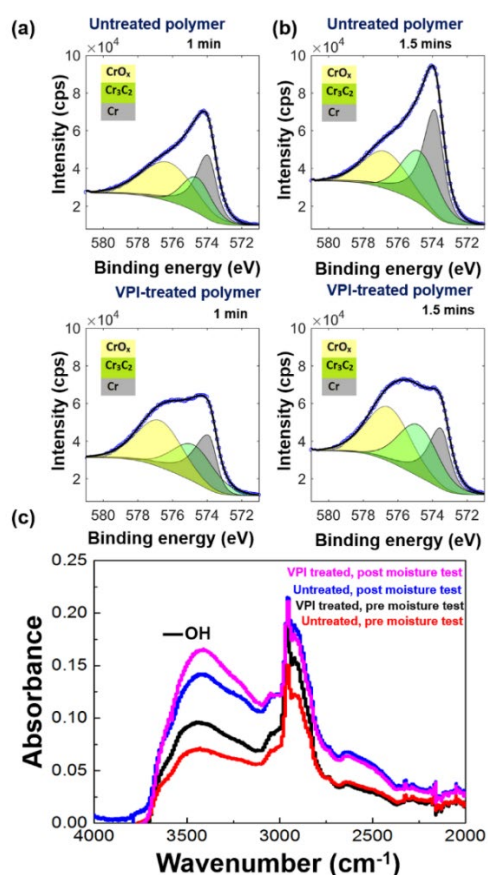 (a)
Untreated polymer
1 min
× 10⁴
10
8
6
4
2
CrOₓ
Cr₃C₂
Cr
Intensity (cps)
580 578 576 574 572
Binding energy (eV)
(b)
Untreated polymer
1.5 mins
× 10⁴
10
8
6
4
2
CrOₓ
Cr₃C₂
Cr
Intensity (cps)
580 578 576 574 572
Binding energy (eV)
VPI-treated polymer
1 min
× 10⁴
10
8
6
4
2
CrOₓ
Cr₃C₂
Cr
Intensity (cps)
580 578 576 574 572
Binding energy (eV)
VPI-treated polymer
1.5 mins
× 10⁴
10
8
6
4
2
CrOₓ
Cr₃C₂
Cr
Intensity (cps)
580 578 576 574 572
Binding energy (eV)
(c)
0.25
0.20
0.15
0.10
0.05
0.00
Absorbance
VPI treated, post moisture test
Untreated, post moisture test
VPI treated, pre moisture test
Untreated, pre moisture test
—OH
4000 3500 3000 2500 2000
Wavenumber (cm⁻¹)